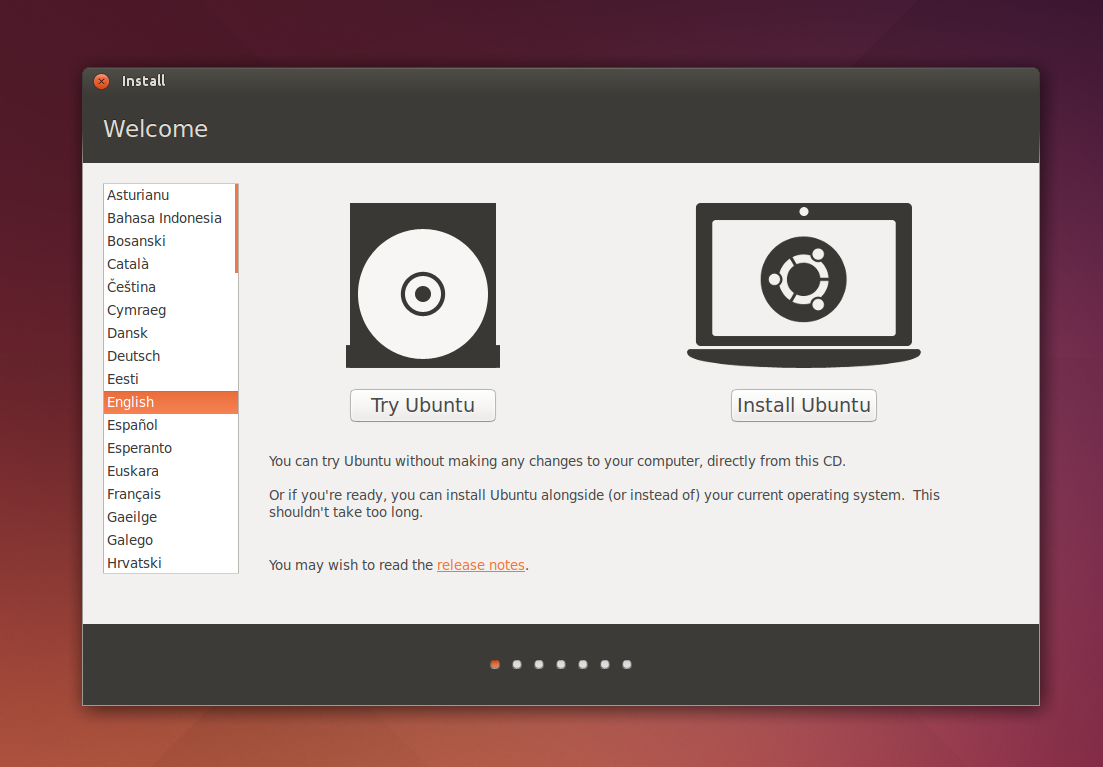 Install
Welcome
Asturianu
Bahasa Indonesia
Bosanski
Català
Čeština
Cymraeg
Dansk
Deutsch
Eesti
English
Español
Esperanto
Euskara
Français
Gaeilge
Galego
Hrvatski
Try Ubuntu
Install Ubuntu
You can try Ubuntu without making any changes to your computer, directly from this CD.
Or if you're ready, you can install Ubuntu alongside (or instead of) your current operating system.  This
shouldn't take too long.
You may wish to read the release notes.